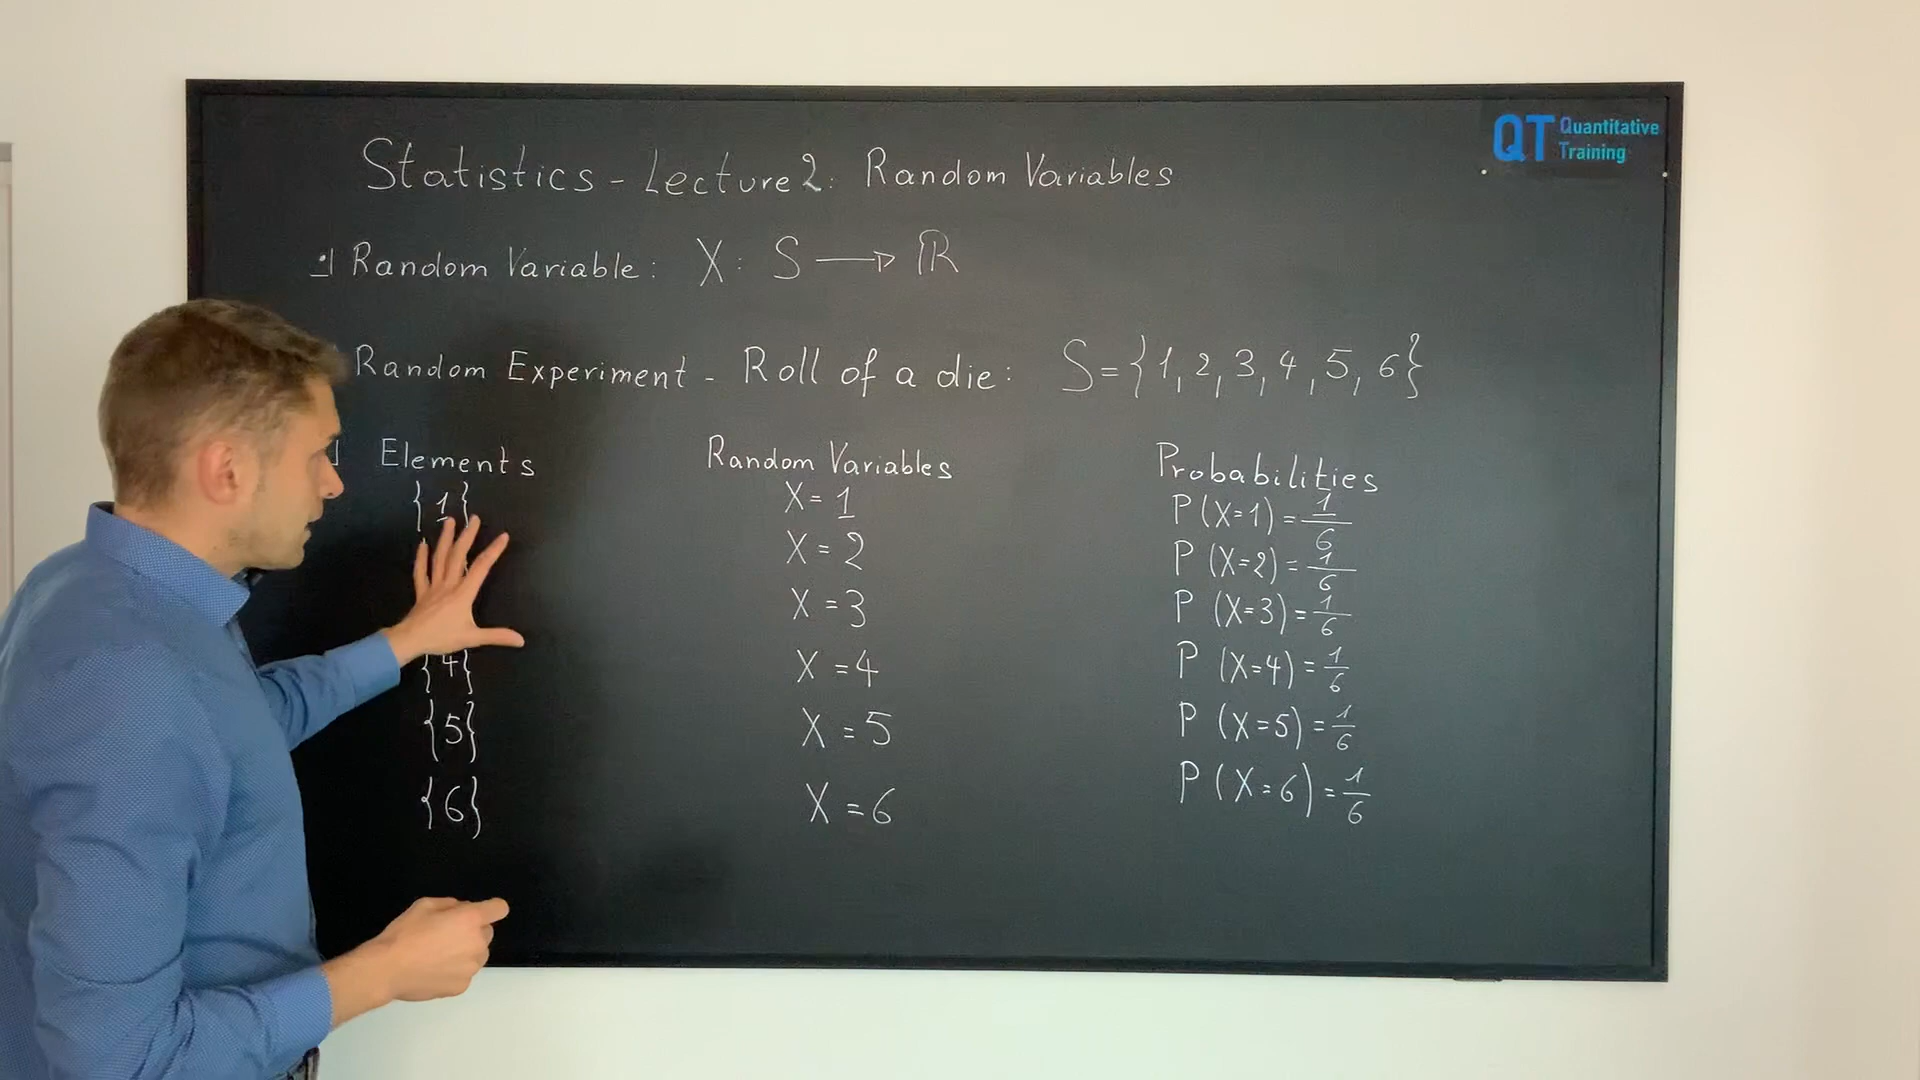 QT Quantitative
Training
Statistics - Lecture 2: Random Variables
Random Variable: X: S → ℝ
Random Experiment - Roll of a die: S={1, 2, 3, 4, 5, 6}
Elements Random Variables Probabilities
{1} X=1 P(X=1)=1/6
X=2 P(X=2)=1/6
X=3 P(X=3)=1/6
{4} X=4 P(X=4)=1/6
{5} X=5 P(X=5)=1/6
{6} X=6 P(X=6)=1/6